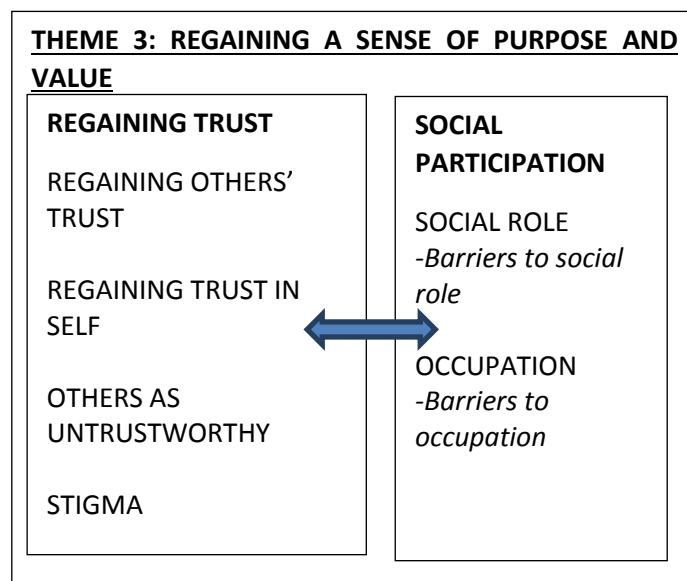 THEME 3: REGAINING A SENSE OF PURPOSE AND
VALUE
REGAINING TRUST
REGAINING OTHERS’
TRUST
REGAINING TRUST IN
SELF
OTHERS AS
UNTRUSTWORTHY
STIGMA
SOCIAL
PARTICIPATION
SOCIAL ROLE
-Barriers to social
role
OCCUPATION
-Barriers to
occupation